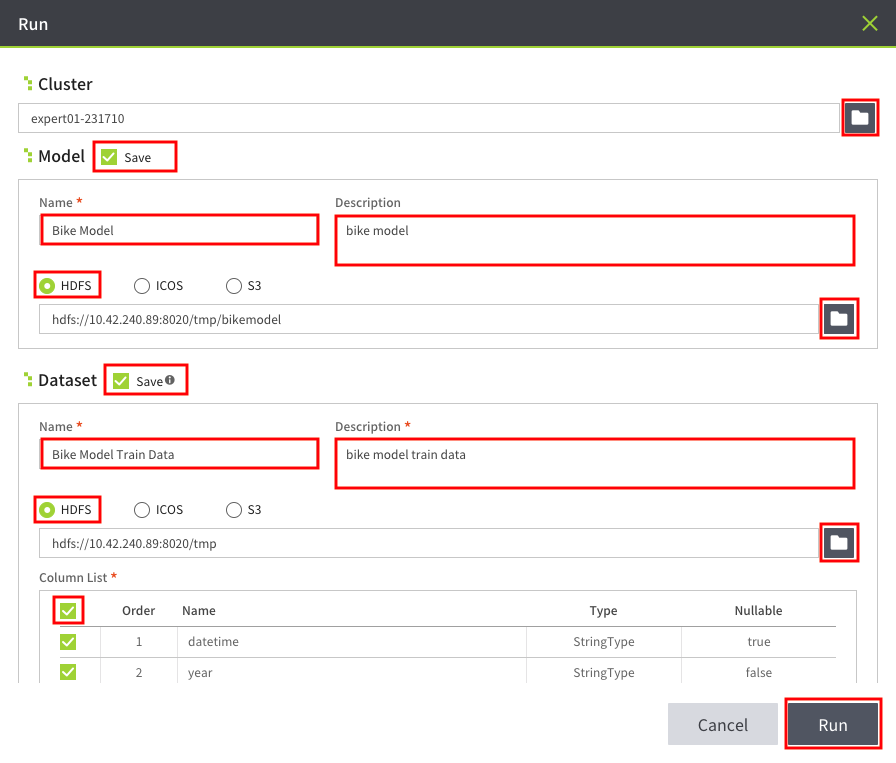 Run
Cluster
expert01-231710
Model Save
Name * Description
Bike Model bike model
HDFS ICOS S3
hdfs://10.42.240.89:8020/tmp/bikemodel
Dataset Save
Name * Description *
Bike Model Train Data bike model train data
HDFS ICOS S3
hdfs://10.42.240.89:8020/tmp
Column List *
Order Name Type Nullable
1 datetime StringType true
2 year StringType false
Cancel Run